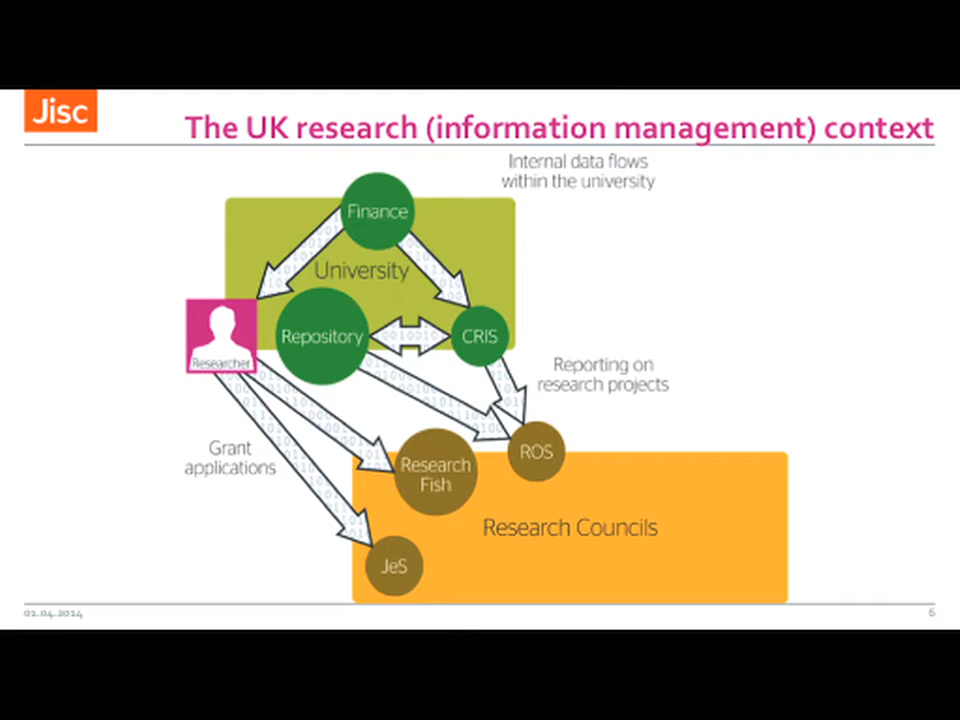 Jisc
The UK research (information management) context
Internal data flows
within the university
Finance
University
Repository
CRIS
Researcher
Reporting on
research projects
Grant
applications
Research
Fish
ROS
Research Councils
JeS
02.04.2014
6